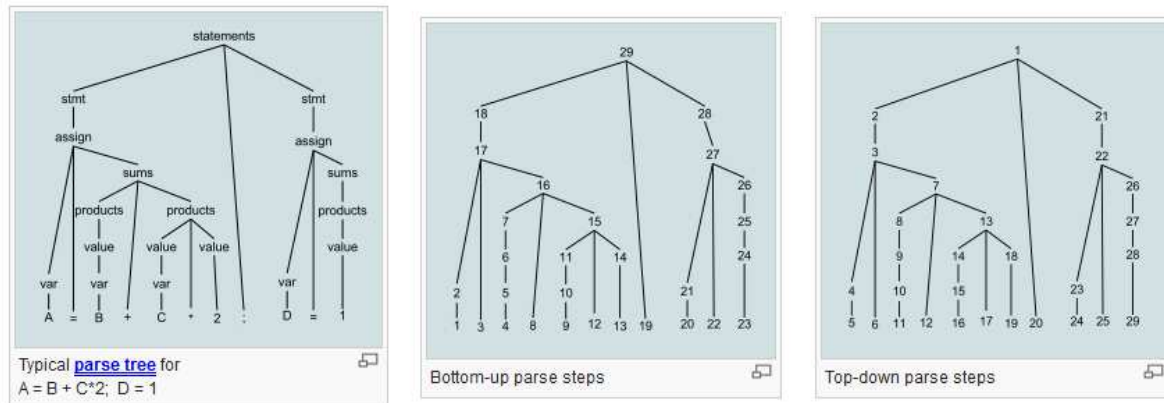 statements
stmt stmt
assign assign
sums sums
products products products
value value value value
var var var
A = B + C * 2 ; D = 1
Typical parse tree for
A = B + C*2; D = 1
29
18 28
17 27
16 26
7 15 25
6 11 14 24
2 5 10 21
1 3 4 8 9 12 13 19 20 22 23
Bottom-up parse steps
1
2 21
3 22
7 26
8 13 27
9 14 18 28
4 10 15 23
5 6 11 12 16 17 19 20 24 25 29
Top-down parse steps